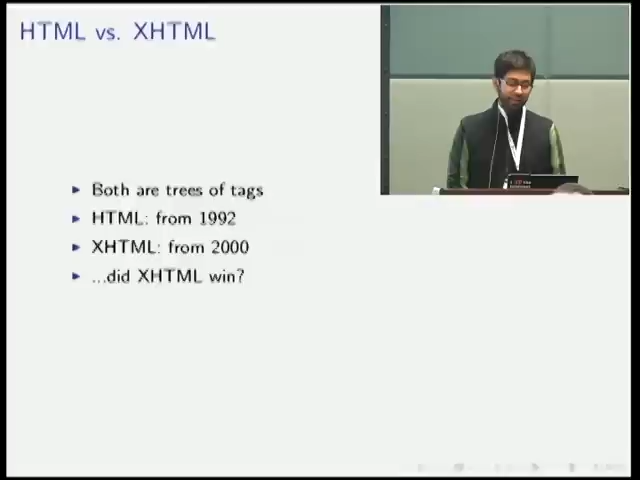 HTML vs. XHTML
Both are trees of tags
HTML: from 1992
XHTML: from 2000
...did XHTML win?